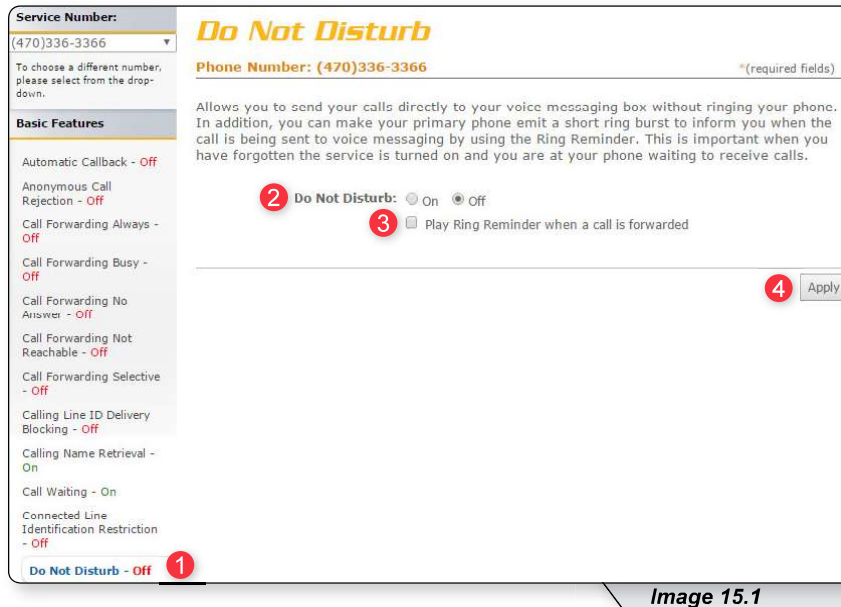 Service Number:
(470)336-3366
To choose a different number,
please select from the drop-
down.
Basic Features
Automatic Callback - Off
Anonymous Call
Rejection - Off
Call Forwarding Always -
Off
Call Forwarding Busy -
Off
Call Forwarding No
Answer - Off
Call Forwarding Not
Reachable - Off
Call Forwarding Selective
- Off
Calling Line ID Delivery
Blocking - Off
Calling Name Retrieval -
On
Call Waiting - On
Connected Line
Identification Restriction
- Off
Do Not Disturb - Off
1
Do Not Disturb
Phone Number: (470)336-3366
*(required fields)
Allows you to send your calls directly to your voice messaging box without ringing your phone.
In addition, you can make your primary phone emit a short ring burst to inform you when the
call is being sent to voice messaging by using the Ring Reminder. This is important when you
have forgotten the service is turned on and you are at your phone waiting to receive calls.
2 Do Not Disturb: On Off
3 Play Ring Reminder when a call is forwarded
4 Apply
Image 15.1